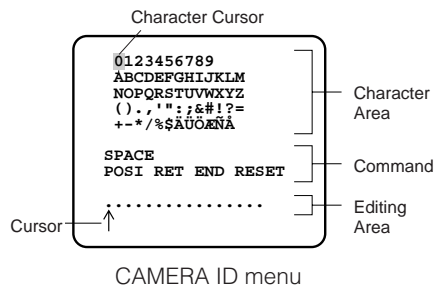 Character Cursor
0123456789
ABCDEFGHIJKLM
NOPQRSTUVWXYZ
().,'":;&#!?=
+-*/%$ÄÜÖÆÑÅ
Character
Area
SPACE
POSI RET END RESET
Command
................
Editing
Area
Cursor
CAMERA ID menu